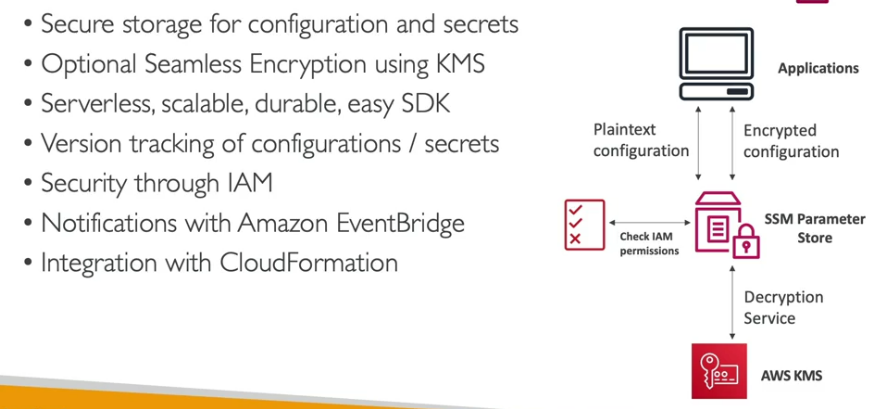 • Secure storage for configuration and secrets
• Optional Seamless Encryption using KMS
• Serverless, scalable, durable, easy SDK
• Version tracking of configurations / secrets
• Security through IAM
• Notifications with Amazon EventBridge
• Integration with CloudFormation
Applications
Plaintext
configuration
Encrypted
configuration
Check IAM
permissions
SSM Parameter
Store
Decryption
Service
AWS KMS